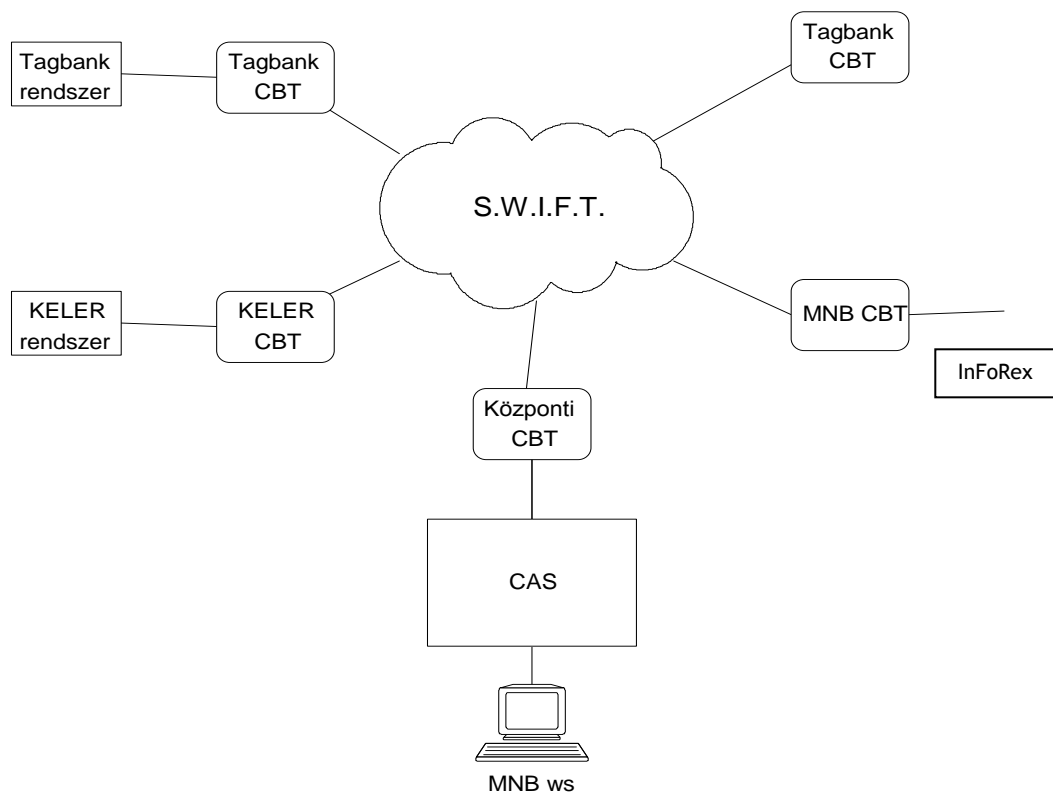 Tagbank
rendszer
Tagbank
CBT
Tagbank
CBT
S.W.I.F.T.
KELER
rendszer
KELER
CBT
MNB CBT
InFoRex
Központi
CBT
CAS
MNB ws